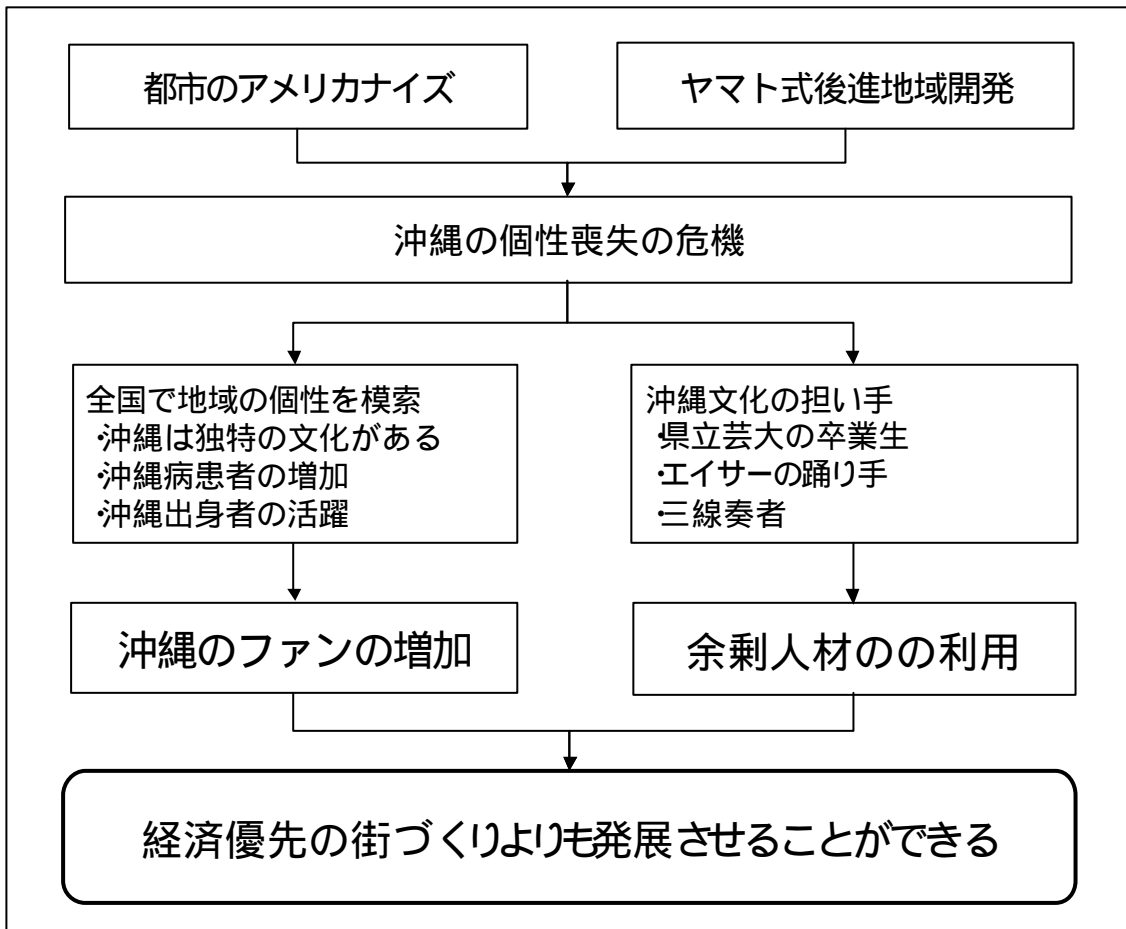 都市のアメリカナイズ
ヤマト式後進地域開発
沖縄の個性喪失の危機
全国で地域の個性を模索
・沖縄は独特の文化がある
・沖縄病患者の増加
・沖縄出身者の活躍
沖縄文化の担い手
・県立芸大の卒業生
・エイサーの踊り手
・三線奏者
沖縄のファンの増加
余剰人材のの利用
経済優先の街づくりよりも発展させることができる